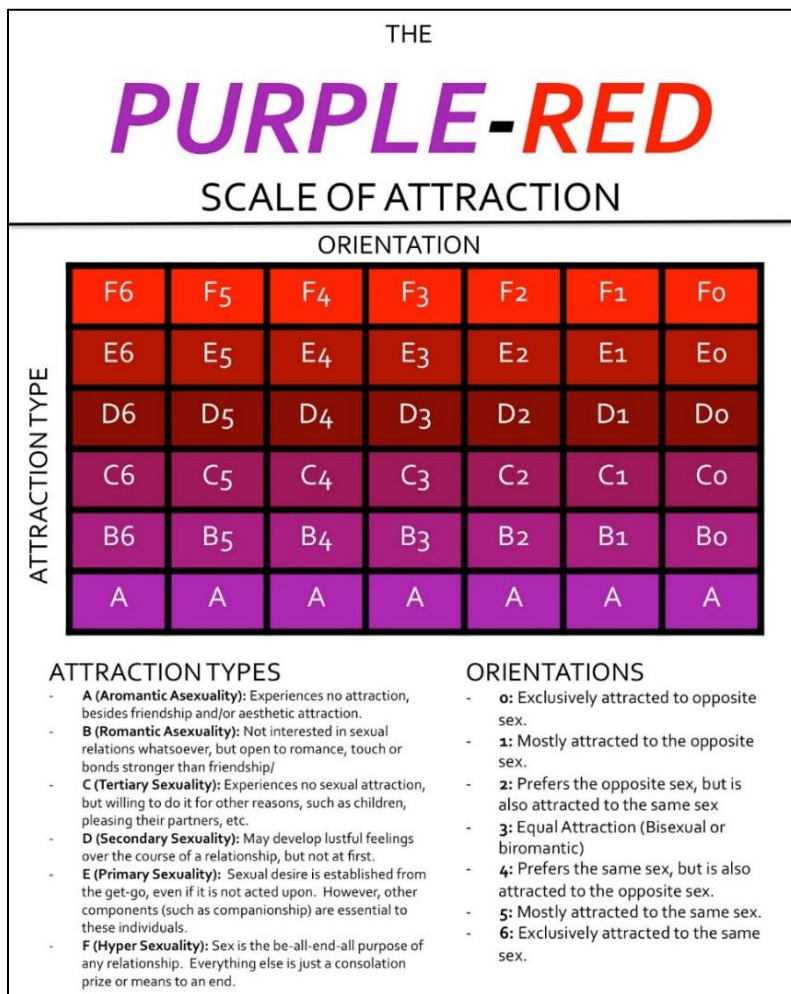 THE
PURPLE-RED
SCALE OF ATTRACTION
ORIENTATION
ATTRACTION TYPE
F6 F5 F4 F3 F2 F1 F0
E6 E5 E4 E3 E2 E1 E0
D6 D5 D4 D3 D2 D1 D0
C6 C5 C4 C3 C2 C1 C0
B6 B5 B4 B3 B2 B1 B0
A A A A A A A
ATTRACTION TYPES
- A (Aromantic Asexuality): Experiences no attraction,
besides friendship and/or aesthetic attraction.
- B (Romantic Asexuality): Not interested in sexual
relations whatsoever, but open to romance, touch or
bonds stronger than friendship/
- C (Tertiary Sexuality): Experiences no sexual attraction,
but willing to do it for other reasons, such as children,
pleasing their partners, etc.
- D (Secondary Sexuality): May develop lustful feelings
over the course of a relationship, but not at first.
- E (Primary Sexuality): Sexual desire is established from
the get-go, even if it is not acted upon. However, other
components (such as companionship) are essential to
these individuals.
- F (Hyper Sexuality): Sex is the be-all-end-all purpose of
any relationship. Everything else is just a consolation
prize or means to an end.
ORIENTATIONS
- 0: Exclusively attracted to opposite
sex.
- 1: Mostly attracted to the opposite
sex.
- 2: Prefers the opposite sex, but is
also attracted to the same sex
- 3: Equal Attraction (Bisexual or
biromantic)
- 4: Prefers the same sex, but is also
attracted to the opposite sex.
- 5: Mostly attracted to the same sex.
- 6: Exclusively attracted to the same
sex.